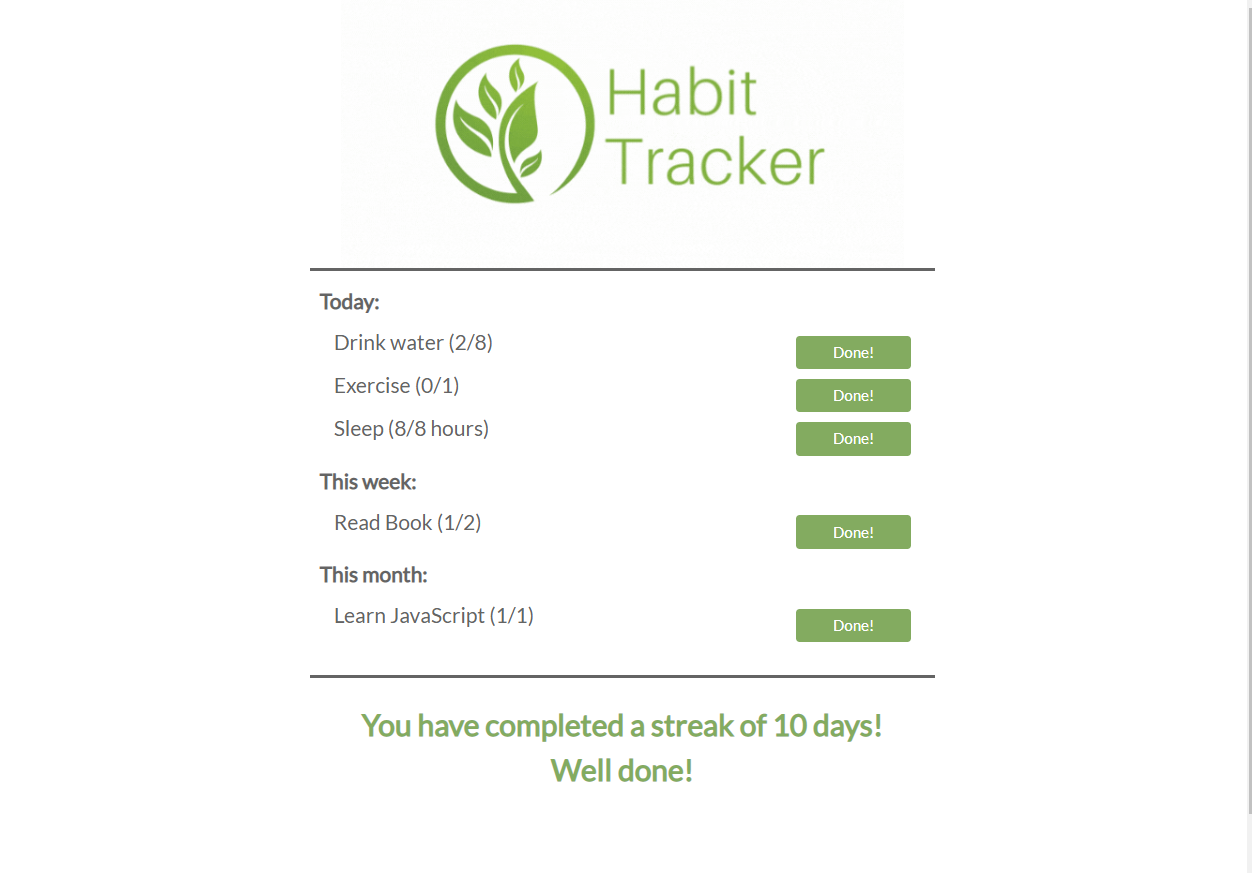 Habit
Tracker
Today:
Drink water (2/8)
Done!
Exercise (0/1)
Done!
Sleep (8/8 hours)
Done!
This week:
Read Book (1/2)
Done!
This month:
Learn JavaScript (1/1)
Done!
You have completed a streak of 10 days!
Well done!